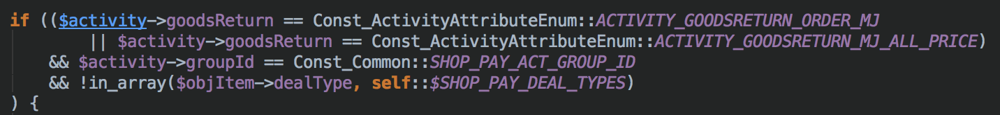 if (($activity->goodsReturn == Const_ActivityAttributeEnum::ACTIVITY_GOODSRETURN_ORDER_MJ
|| $activity->goodsReturn == Const_ActivityAttributeEnum::ACTIVITY_GOODSRETURN_MJ_ALL_PRICE)
&& $activity->groupId == Const_Common::SHOP_PAY_ACT_GROUP_ID
&& !in_array($objItem->dealType, self::$SHOP_PAY_DEAL_TYPES)
) {